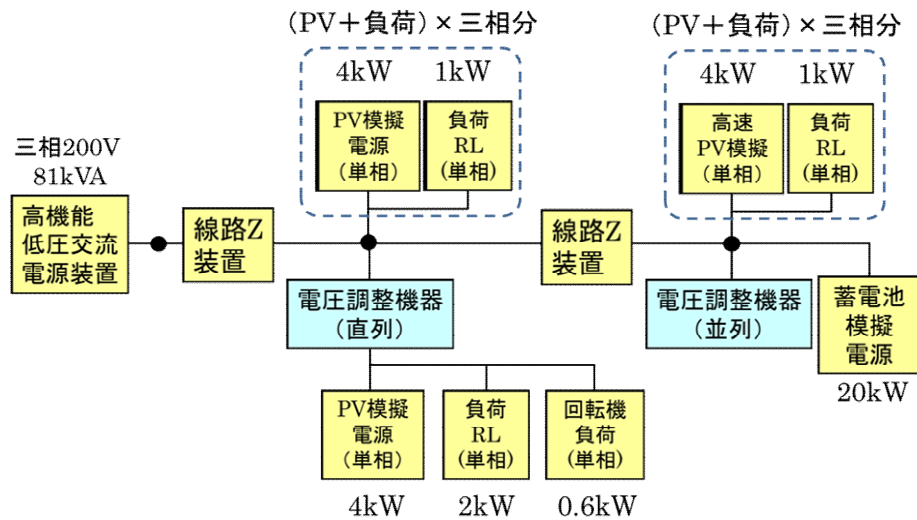 (PV＋負荷)×三相分
4kW
1kW
PV模擬
電源
（単相）
負荷
RL
(単相)
(PV＋負荷)×三相分
4kW
1kW
高速
PV模擬
（単相）
負荷
RL
(単相)
三相200V
81kVA
高機能
低圧交流
電源装置
線路Z
装置
線路Z
装置
電圧調整機器
（直列）
電圧調整機器
（並列）
蓄電池
模擬
電源
20kW
PV模擬
電源
（単相）
4kW
負荷
RL
(単相)
2kW
回転機
負荷
(単相)
0.6kW